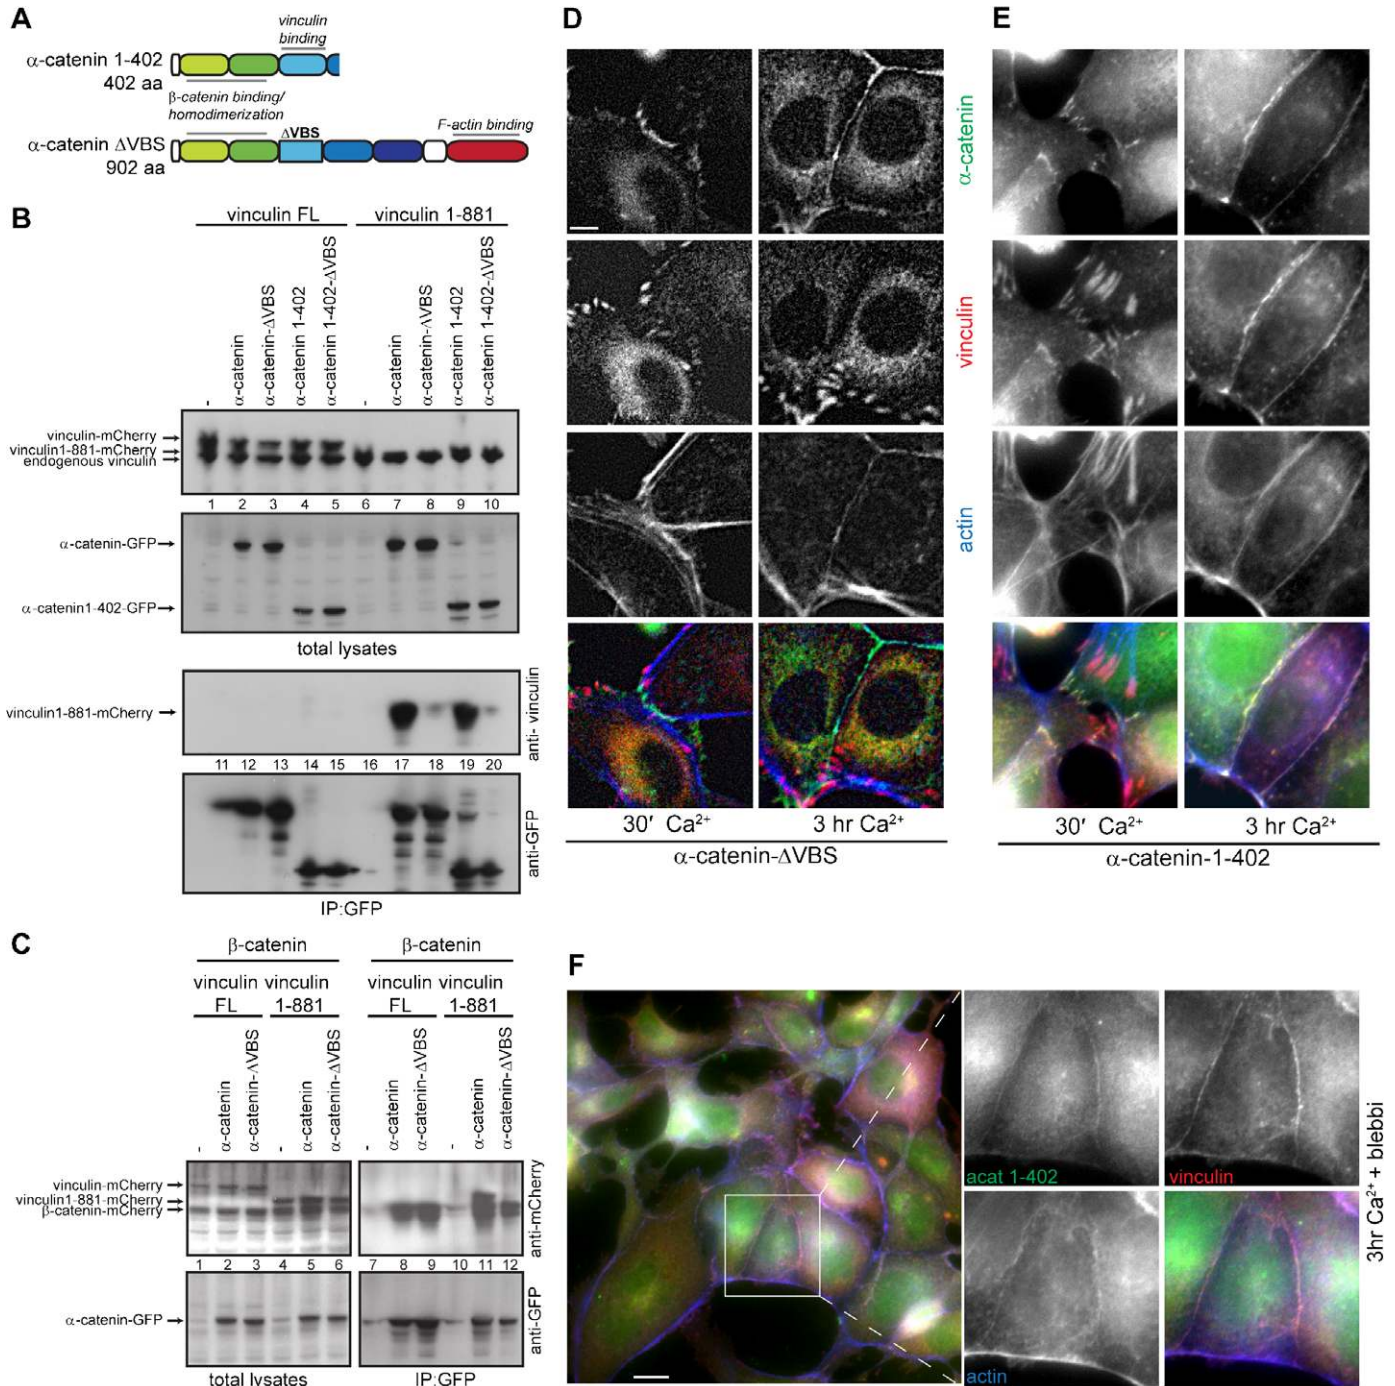 A
vinculin
binding
α-catenin 1-402
402 aa
β-catenin binding/
homodimerization
ΔVBS
F-actin binding
α-catenin ΔVBS
902 aa
B
vinculin FL
vinculin 1-881
-
α-catenin
α-catenin-ΔVBS
α-catenin 1-402
α-catenin 1-402-ΔVBS
-
α-catenin
α-catenin-ΔVBS
α-catenin 1-402
α-catenin 1-402-ΔVBS
vinculin-mCherry
vinculin1-881-mCherry
endogenous vinculin
1 2 3 4 5 6 7 8 9 10
α-catenin-GFP
α-catenin1-402-GFP
total lysates
vinculin1-881-mCherry
anti- vinculin
11 12 13 14 15 16 17 18 19 20
anti-GFP
IP:GFP
C
β-catenin
β-catenin
vinculin FL
vinculin 1-881
vinculin FL
vinculin 1-881
-
α-catenin
α-catenin-ΔVBS
-
α-catenin
α-catenin-ΔVBS
-
α-catenin
α-catenin-ΔVBS
-
α-catenin
α-catenin-ΔVBS
vinculin-mCherry
vinculin1-881-mCherry
β-catenin-mCherry
anti-mCherry
1 2 3 4 5 6 7 8 9 10 11 12
α-catenin-GFP
anti-GFP
total lysates
IP:GFP
D
α-catenin
vinculin
actin
30′ Ca²⁺
3 hr Ca²⁺
α-catenin-ΔVBS
E
30′ Ca²⁺
3 hr Ca²⁺
α-catenin-1-402
F
acat 1-402
vinculin
actin
3hr Ca²⁺ + blebbi